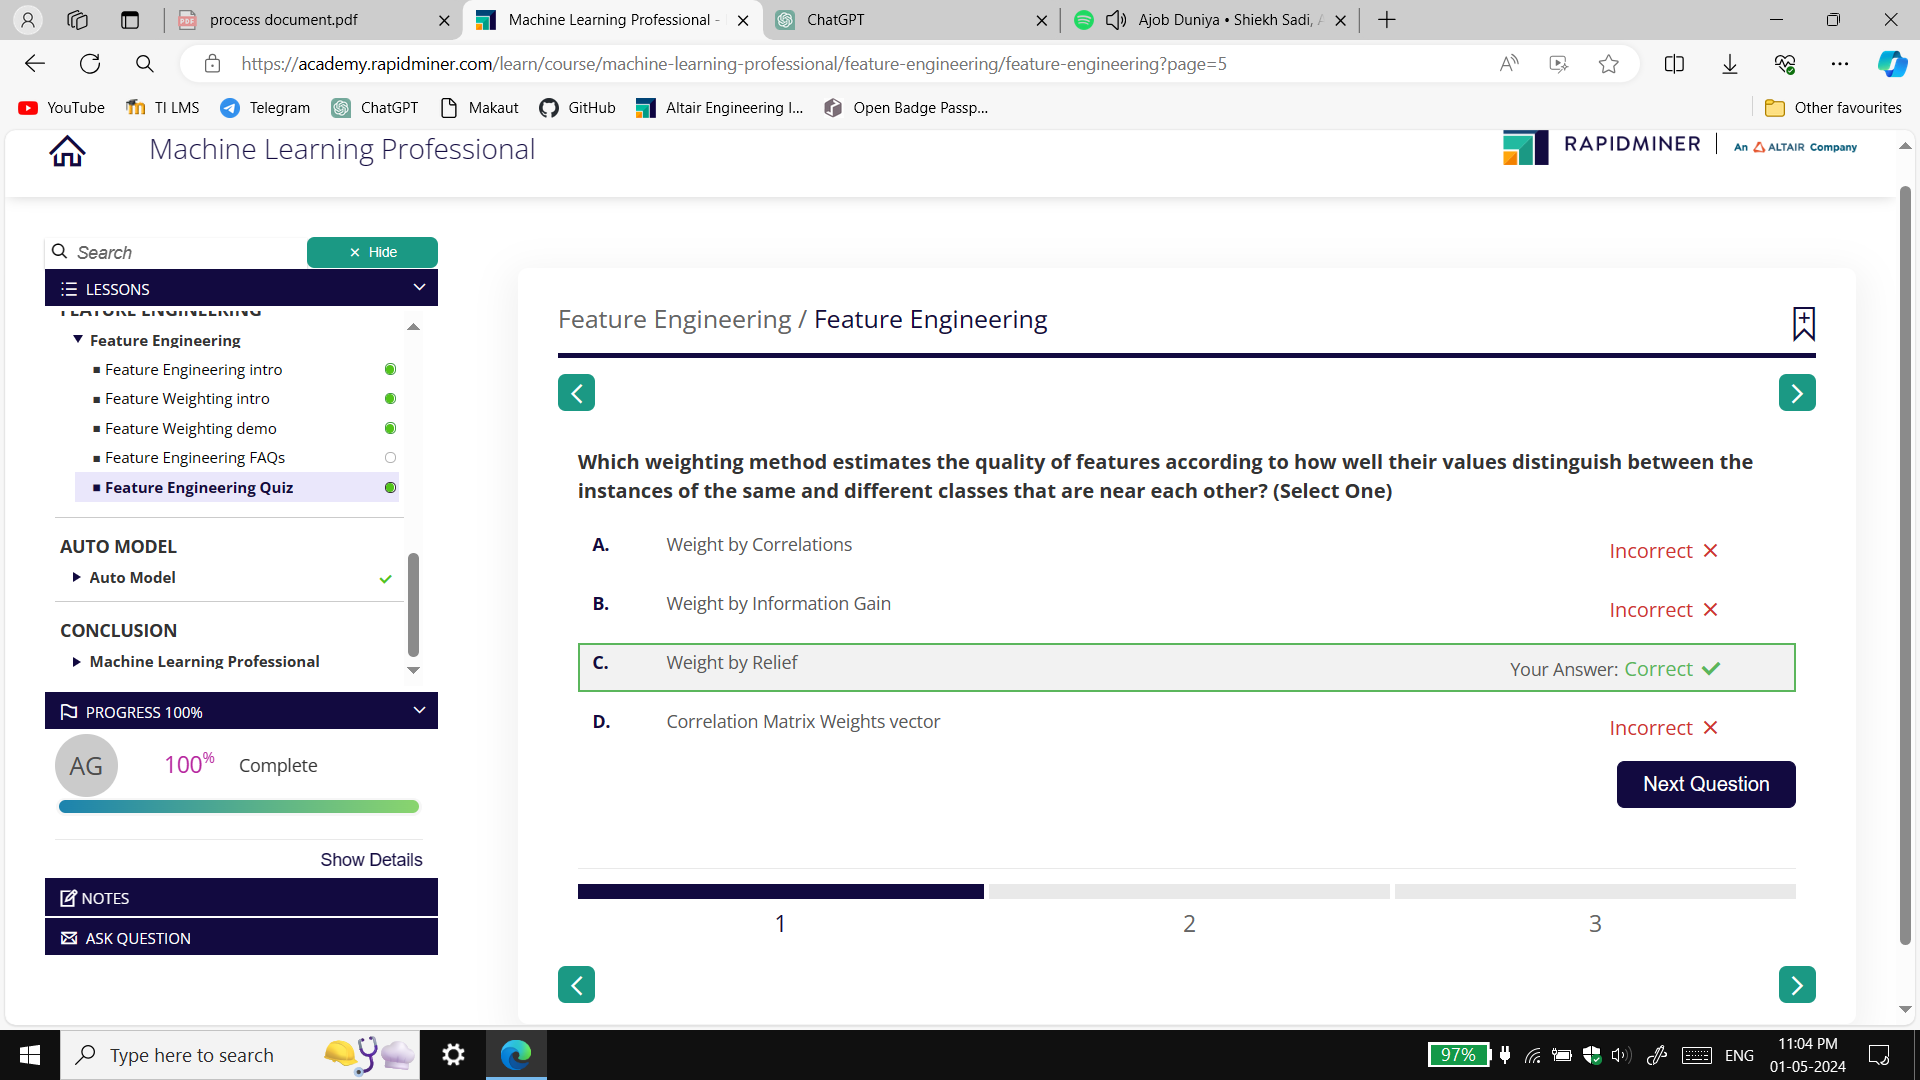 process document.pdf
Machine Learning Professional -
ChatGPT
Ajob Duniya • Shiekh Sadi,
https://academy.rapidminer.com/learn/course/machine-learning-professional/feature-engineering/feature-engineering?page=5
YouTube
TI LMS
Telegram
ChatGPT
Makaut
GitHub
Altair Engineering I...
Open Badge Passp...
Other favourites
Machine Learning Professional
RAPIDMINER
An ALTAIR Company
Search
× Hide
LESSONS
FEATURE ENGINEERING
Feature Engineering
Feature Engineering intro
Feature Weighting intro
Feature Weighting demo
Feature Engineering FAQs
Feature Engineering Quiz
AUTO MODEL
Auto Model
CONCLUSION
Machine Learning Professional
PROGRESS 100%
AG
100% Complete
Show Details
NOTES
ASK QUESTION
Feature Engineering / Feature Engineering
Which weighting method estimates the quality of features according to how well their values distinguish between the
instances of the same and different classes that are near each other? (Select One)
A. Weight by Correlations Incorrect
B. Weight by Information Gain Incorrect
C. Weight by Relief Your Answer: Correct
D. Correlation Matrix Weights vector Incorrect
Next Question
1 2 3
Type here to search
97%
ENG
11:04 PM
01-05-2024